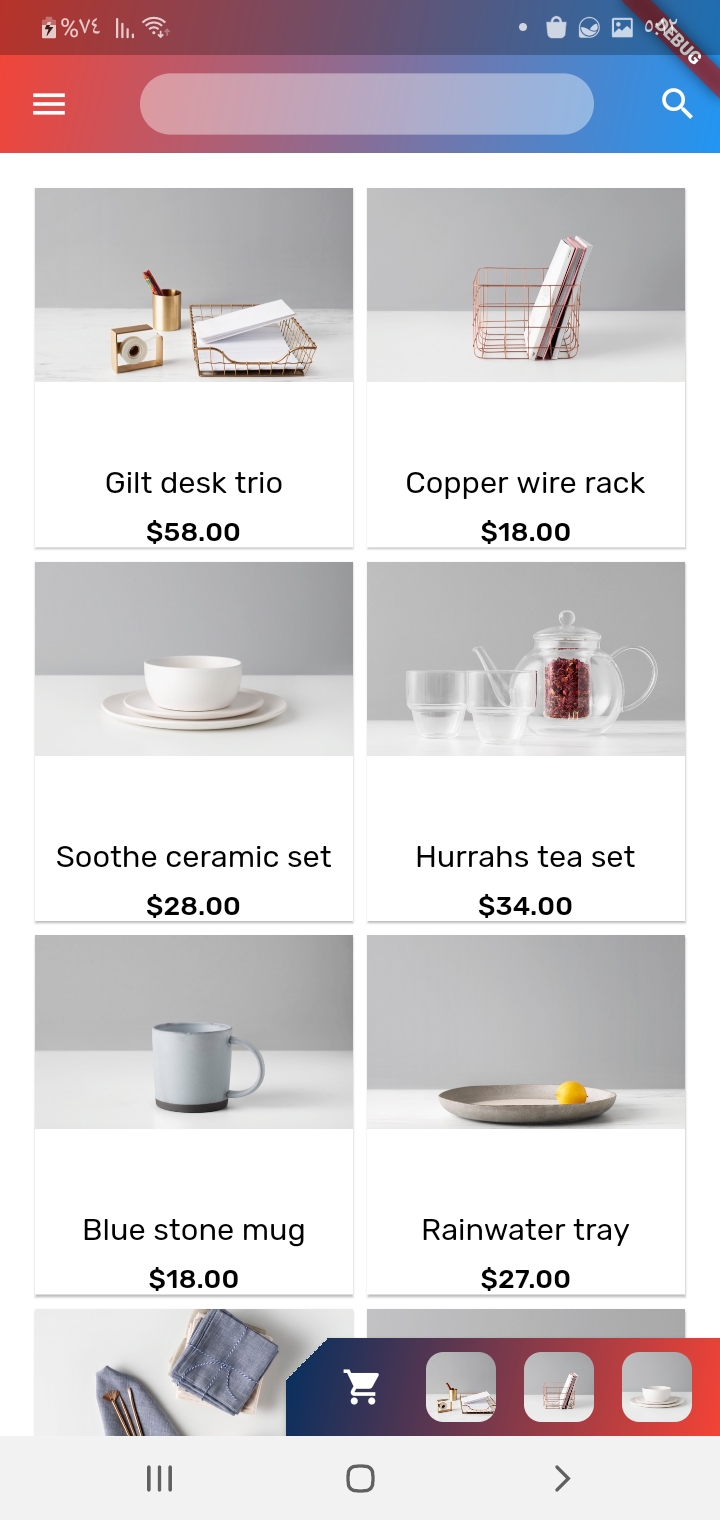 %٧٤
DEBUG
Gilt desk trio
Copper wire rack
$58.00
$18.00
Soothe ceramic set
Hurrahs tea set
$28.00
$34.00
Blue stone mug
Rainwater tray
$18.00
$27.00